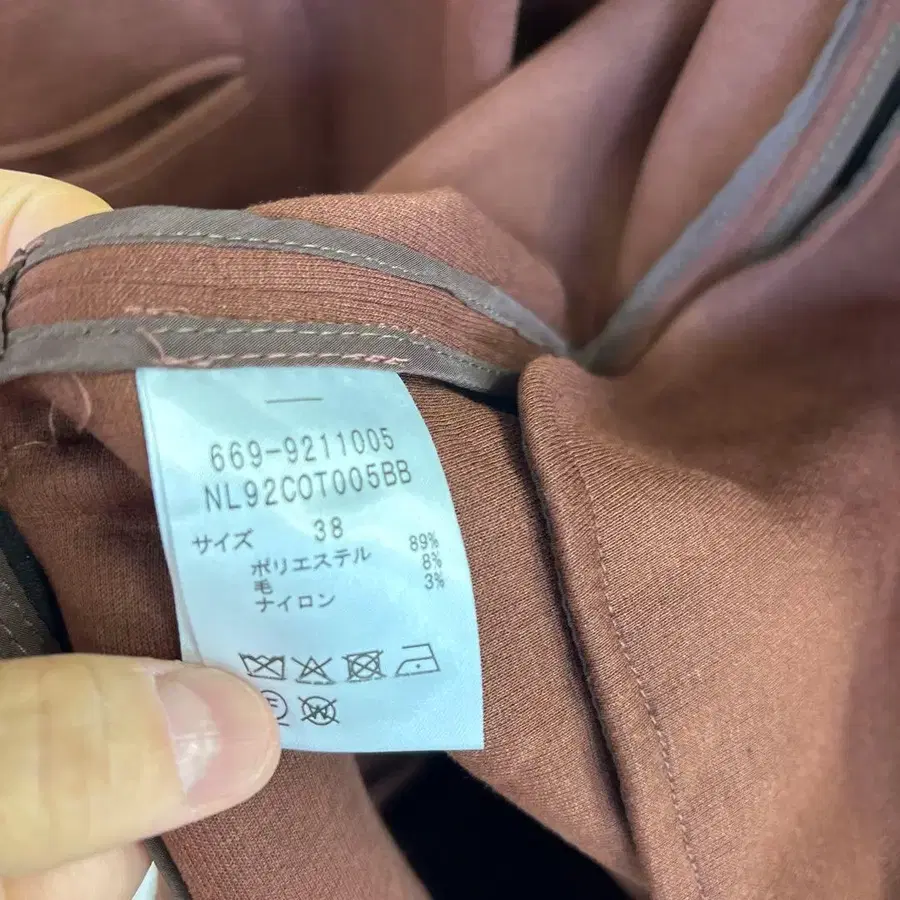 669-9211005
NL92COT005BB
サイズ 38
ポリエステル 89%
毛 8%
ナイロン 3%
W